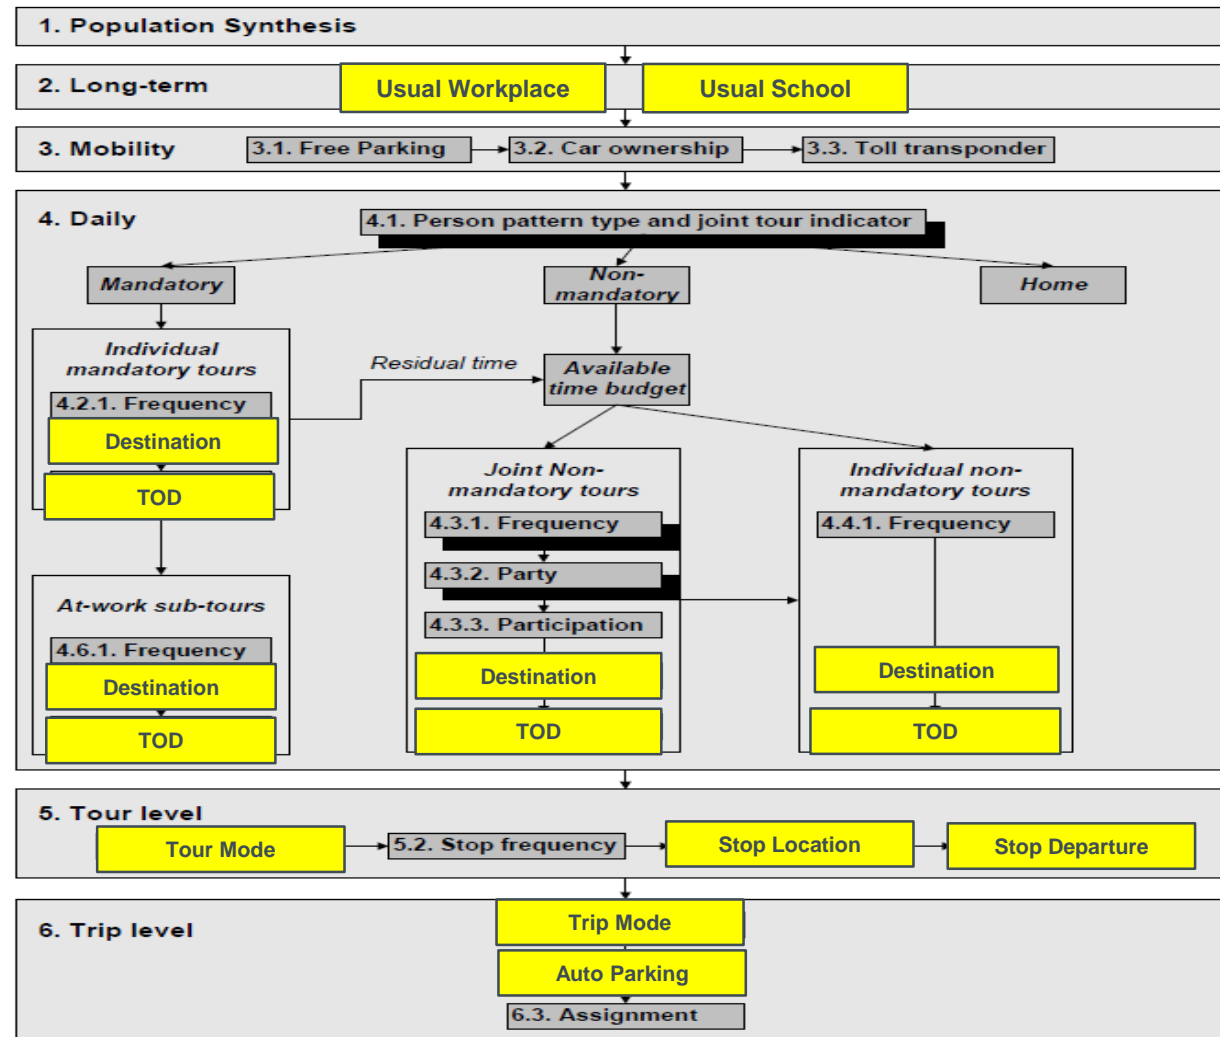 1. Population Synthesis
2. Long-term
Usual Workplace
Usual School
3. Mobility
3.1. Free Parking
3.2. Car ownership
3.3. Toll transponder
4. Daily
4.1. Person pattern type and joint tour indicator
Mandatory
Non-
mandatory
Home
Individual
mandatory tours
4.2.1. Frequency
Destination
TOD
Residual time
Available
time budget
Joint Non-
mandatory tours
4.3.1. Frequency
4.3.2. Party
4.3.3. Participation
Destination
TOD
Individual non-
mandatory tours
4.4.1. Frequency
Destination
TOD
At-work sub-tours
4.6.1. Frequency
Destination
TOD
5. Tour level
Tour Mode
5.2. Stop frequency
Stop Location
Stop Departure
6. Trip level
Trip Mode
Auto Parking
6.3. Assignment